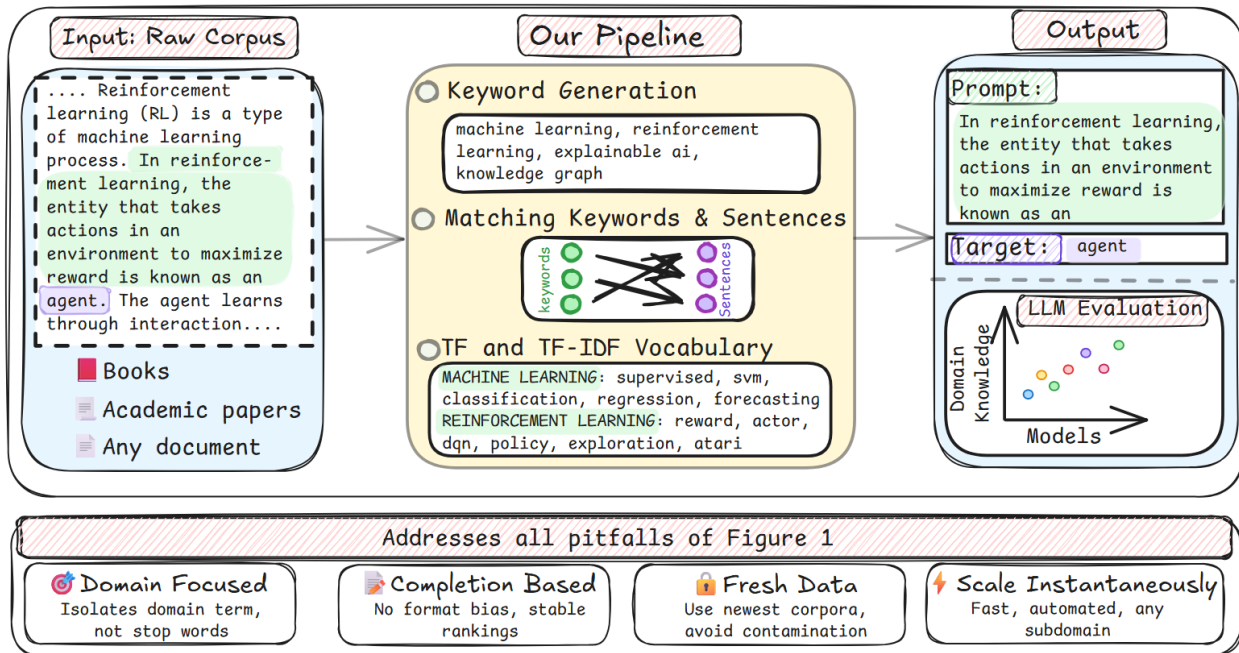 Input: Raw Corpus
.... Reinforcement
learning (RL) is a type
of machine learning
process. In reinforce-
ment learning, the
entity that takes
actions in an
environment to maximize
reward is known as an
agent. The agent learns
through interaction....
Books
Academic papers
Any document
Our Pipeline
Keyword Generation
machine learning, reinforcement
learning, explainable ai,
knowledge graph
Matching Keywords & Sentences
keywords
Sentences
TF and TF-IDF Vocabulary
MACHINE LEARNING: supervised, svm,
classification, regression, forecasting
REINFORCEMENT LEARNING: reward, actor,
dqn, policy, exploration, atari
Output
Prompt:
In reinforcement learning,
the entity that takes
actions in an environment
to maximize reward is
known as an
Target: agent
LLM Evaluation
Domain
Knowledge
Models
Addresses all pitfalls of Figure 1
Domain Focused
Isolates domain term,
not stop words
Completion Based
No format bias, stable
rankings
Fresh Data
Use newest corpora,
avoid contamination
Scale Instantaneously
Fast, automated, any
subdomain